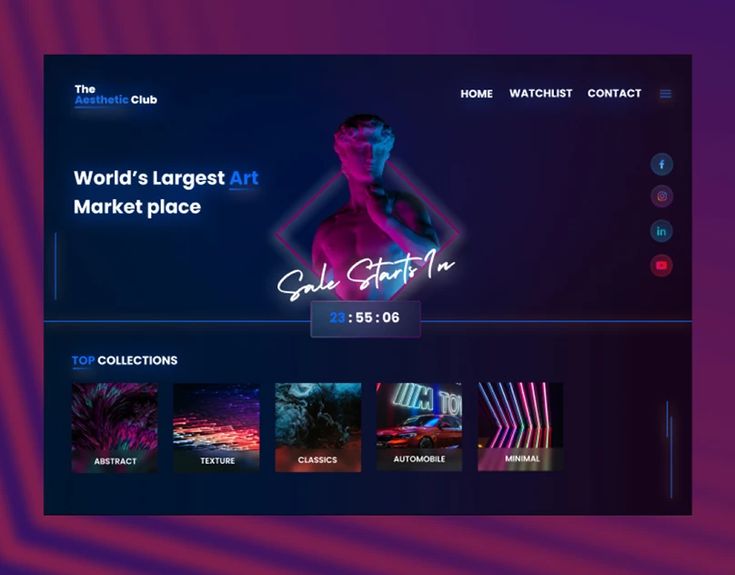 The
Aesthetic Club
HOME WATCHLIST CONTACT
World's Largest Art
Market place
Sale Starts In
23 : 55 : 06
TOP COLLECTIONS
ABSTRACT TEXTURE CLASSICS AUTOMOBILE MINIMAL